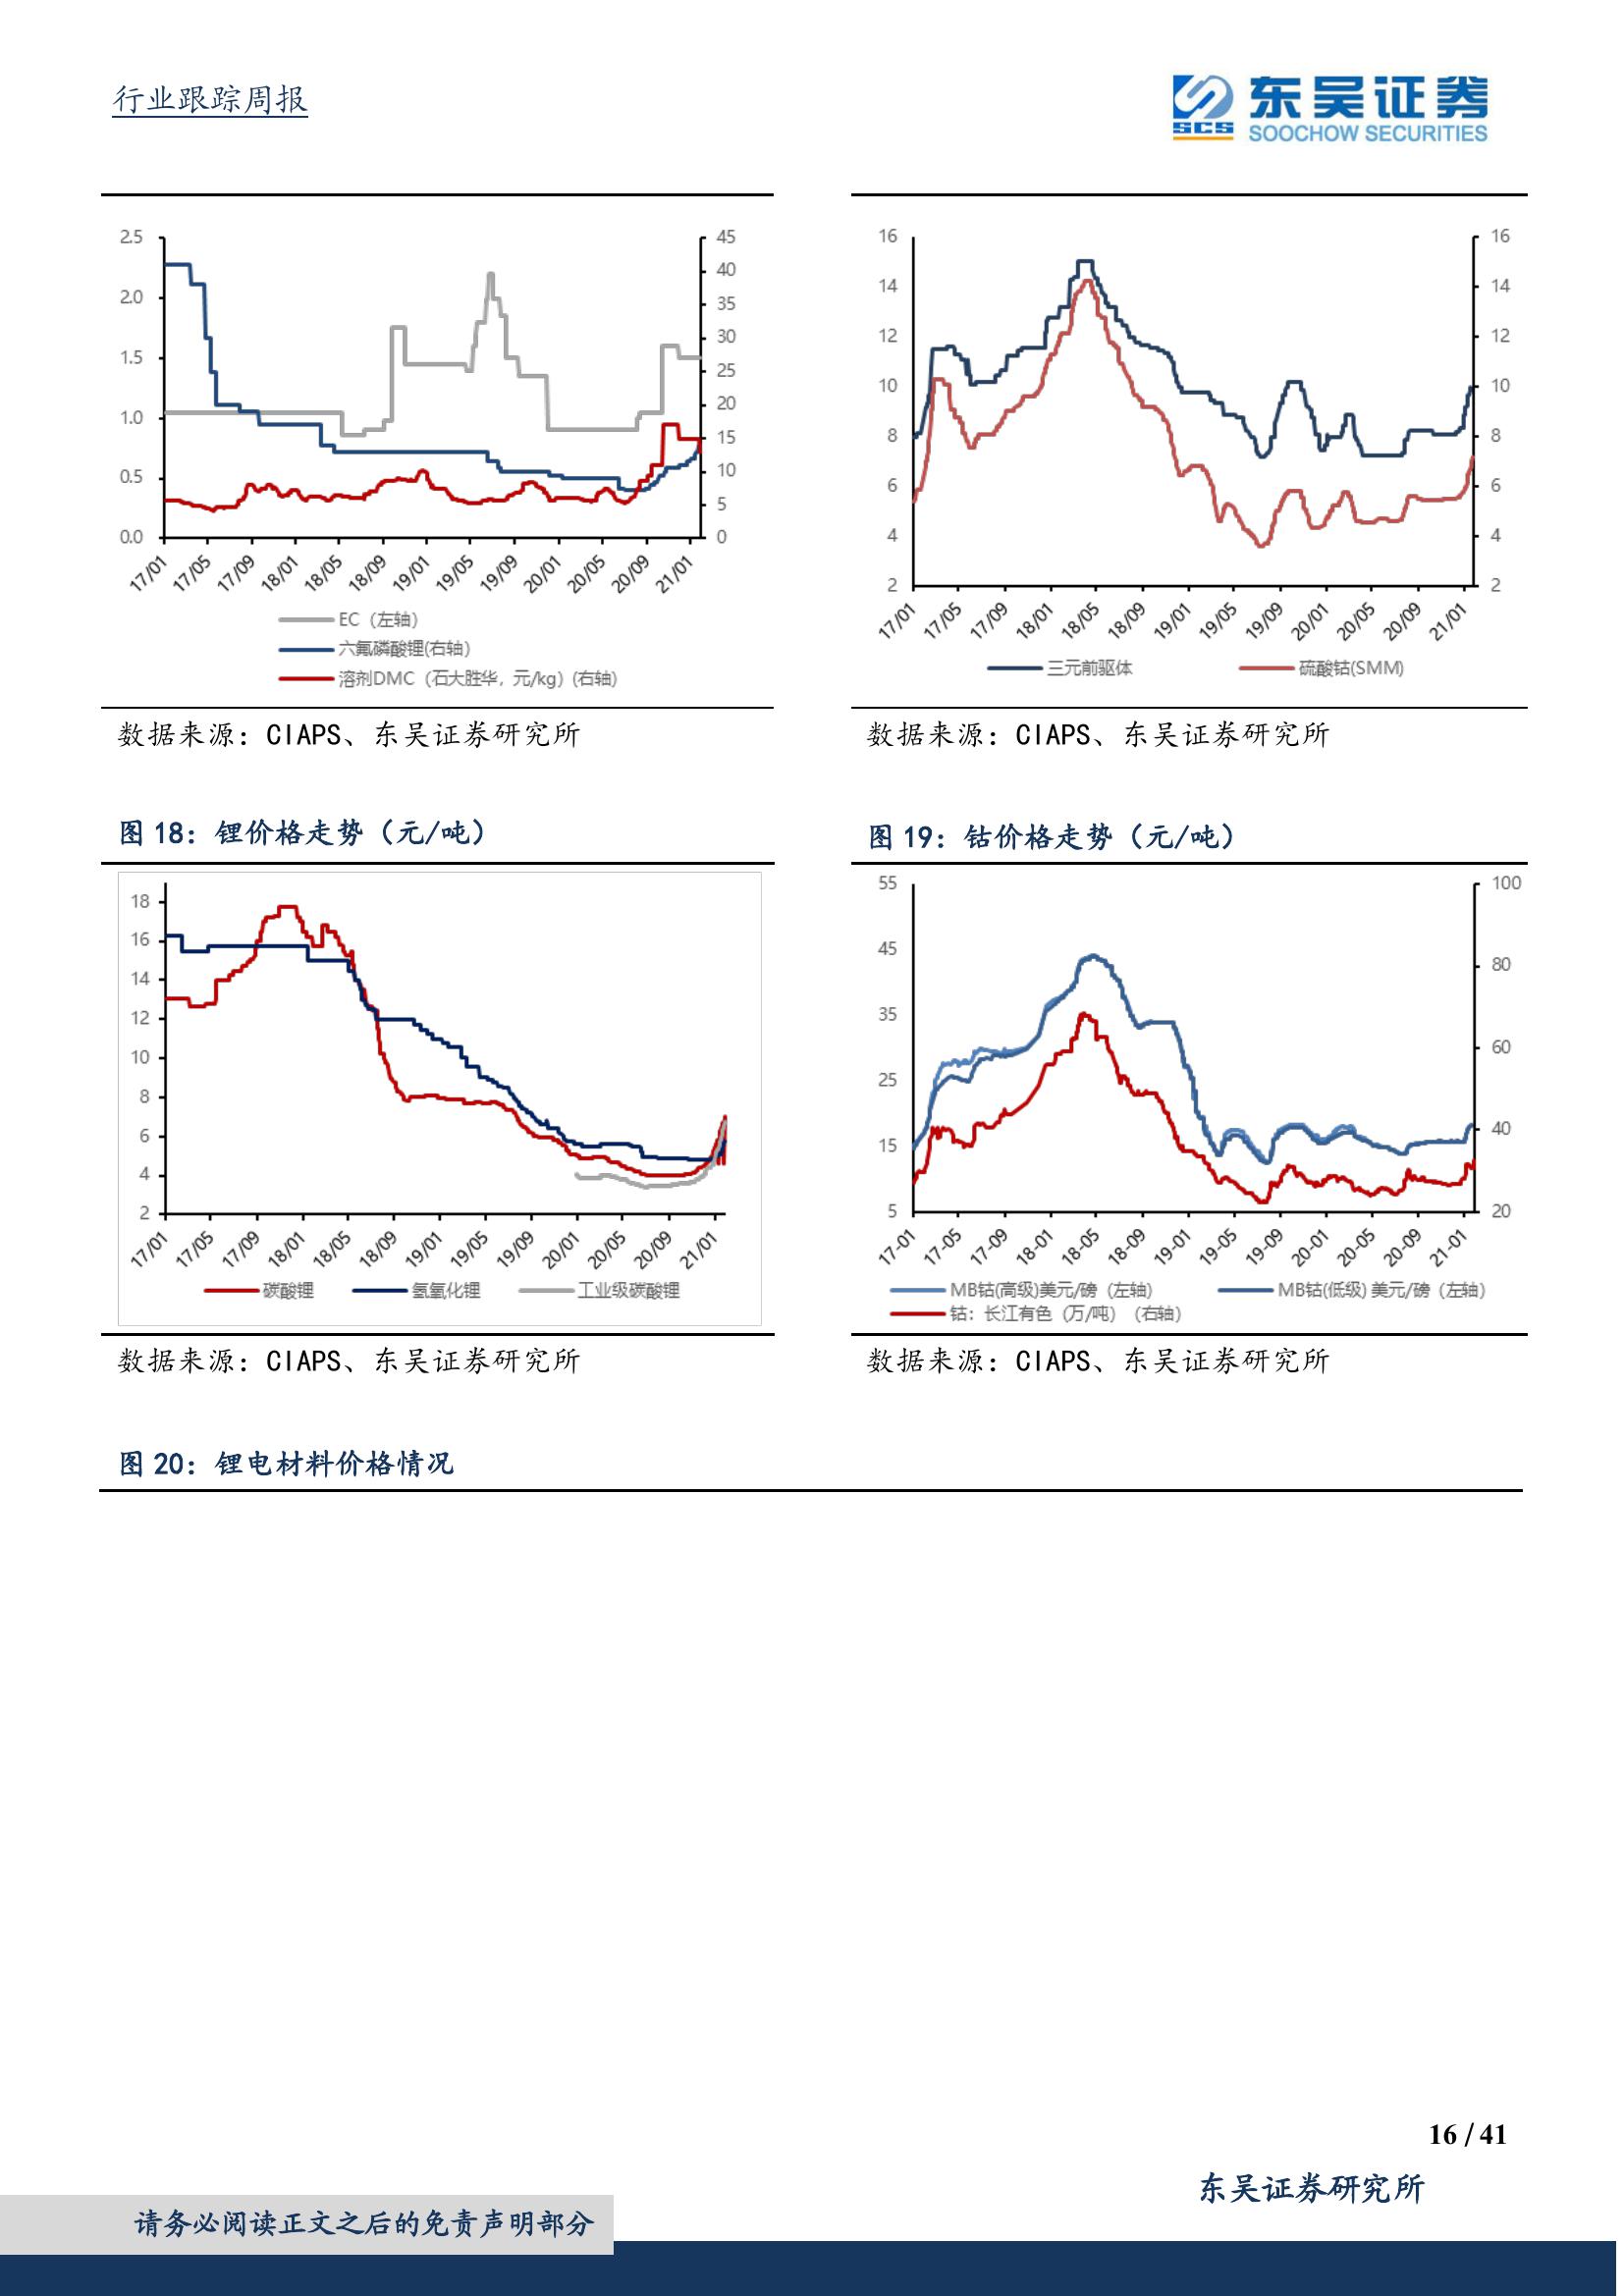 行业跟踪周报
SCS 东吴证券
SOOCHOW SECURITIES
2.5
2.0
1.5
1.0
0.5
0.0
45
40
35
30
25
20
15
10
5
0
17/01 17/05 17/09 18/01 18/05 18/09 19/01 19/05 19/09 20/01 20/05 20/09 21/01
EC（左轴）
六氟磷酸锂(右轴)
溶剂DMC（石大胜华，元/kg）(右轴)
16
14
12
10
8
6
4
2
16
14
12
10
8
6
4
2
17/01 17/05 17/09 18/01 18/05 18/09 19/01 19/05 19/09 20/01 20/05 20/09 21/01
三元前驱体 硫酸钴(SMM)
数据来源：CIAPS、东吴证券研究所
数据来源：CIAPS、东吴证券研究所
图 18：锂价格走势（元/吨）
18
16
14
12
10
8
6
4
2
17/01 17/05 17/09 18/01 18/05 18/09 19/01 19/05 19/09 20/01 20/05 20/09 21/01
碳酸锂 氢氧化锂 工业级碳酸锂
数据来源：CIAPS、东吴证券研究所
图 19：钴价格走势（元/吨）
55
45
35
25
15
5
100
80
60
40
20
17-01 17-05 17-09 18-01 18-05 18-09 19-01 19-05 19-09 20-01 20-05 20-09 21-01
MB钴(高级)美元/磅（左轴） MB钴(低级) 美元/磅（左轴）
钴：长江有色（万/吨）（右轴）
数据来源：CIAPS、东吴证券研究所
图 20：锂电材料价格情况
16 / 41
东吴证券研究所
请务必阅读正文之后的免责声明部分